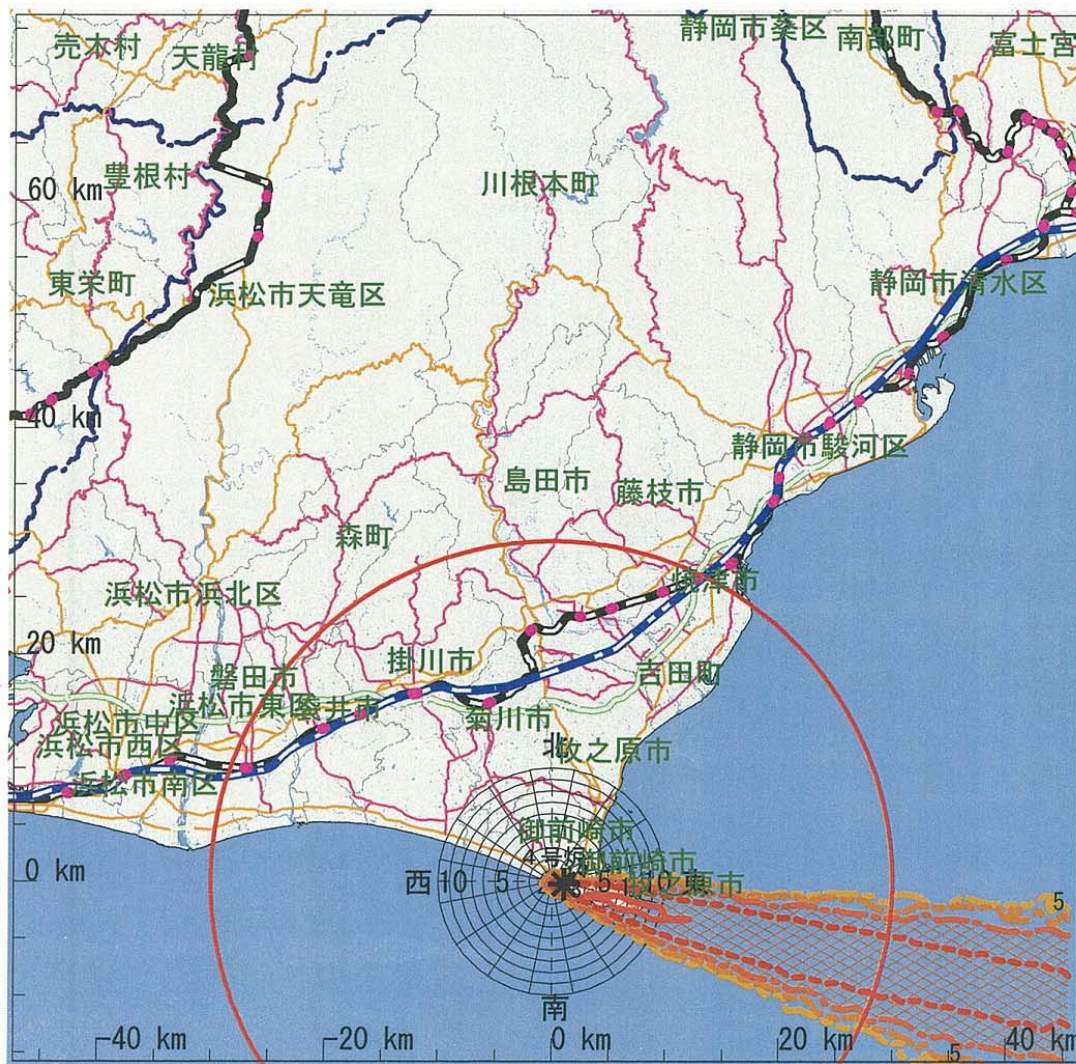 売木村
天龍村
静岡市葵区
南部町
富士宮
豊根村
60 km
川根本町
東栄町
浜松市天竜区
静岡市清水区
40 km
静岡市駿河区
島田市
藤枝市
森町
焼津市
浜松市浜北区
20 km
掛川市
磐田市
吉田町
浜松市東区
袋井市
菊川市
浜松市中区
北
牧之原市
浜松市西区
浜松市南区
御前崎市
御前崎市
0 km
西
10
5
5
10
東
牧之原市
5
南
-40 km
-20 km
0 km
20 km
40 km
5